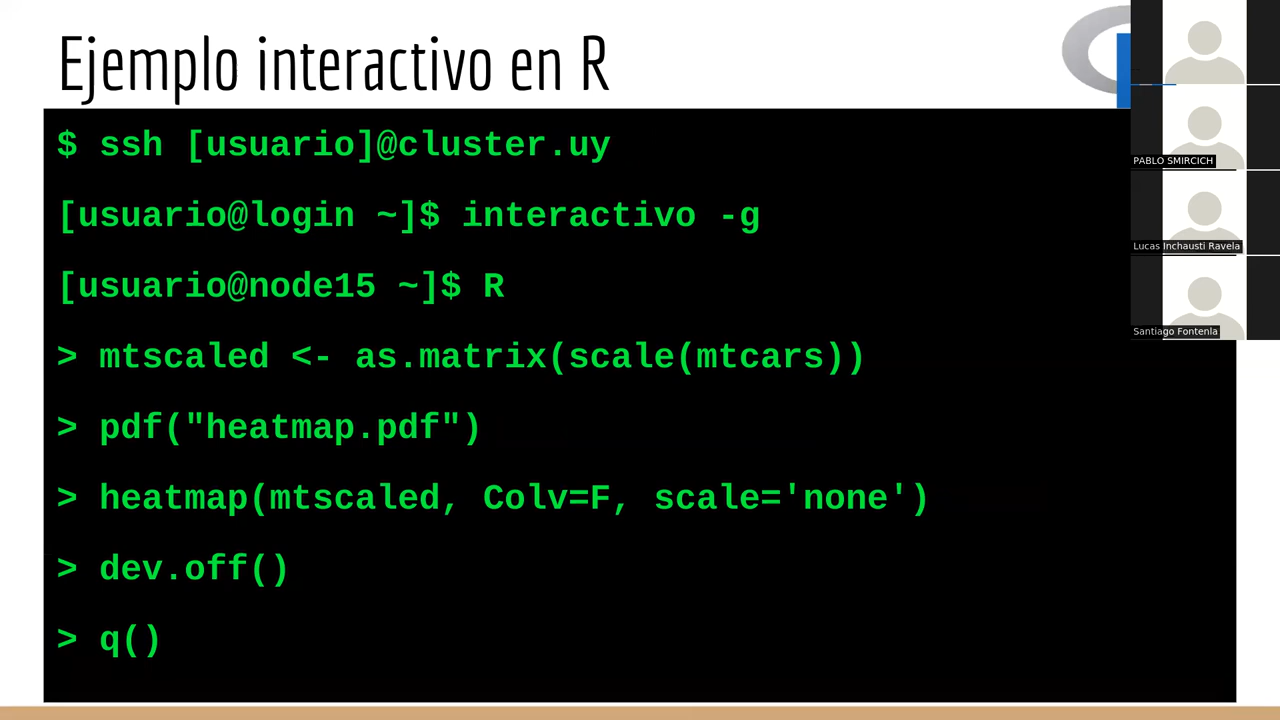 Ejemplo interactivo en R
$ ssh [usuario]@cluster.uy
[usuario@login ~]$ interactivo -g
[usuario@node15 ~]$ R
> mtscaled <- as.matrix(scale(mtcars))
> pdf("heatmap.pdf")
> heatmap(mtscaled, Colv=F, scale='none')
> dev.off()
> q()
PABLO SMIRCICH
Lucas Inchausti Ravela
Santiago Fontenla